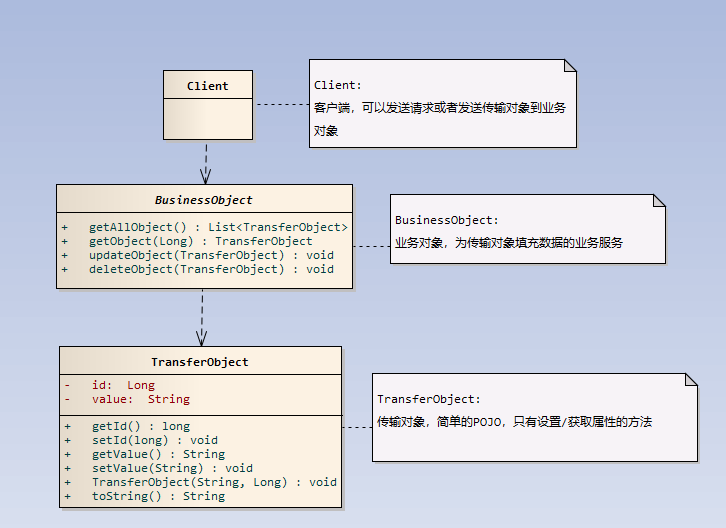 Client
Client:
客户端，可以发送请求或者发送传输对象到业务
对象
BusinessObject
+ getAllObject() : List<TransferObject>
+ getObject(Long) : TransferObject
+ updateObject(TransferObject) : void
+ deleteObject(TransferObject) : void
BusinessObject:
业务对象，为传输对象填充数据的业务服务
TransferObject
- id: Long
- value: String
+ getId() : long
+ setId(long) : void
+ getValue() : String
+ setValue(String) : void
+ TransferObject(String, Long) : void
+ toString() : String
TransferObject:
传输对象，简单的POJO，只有设置/获取属性的方法